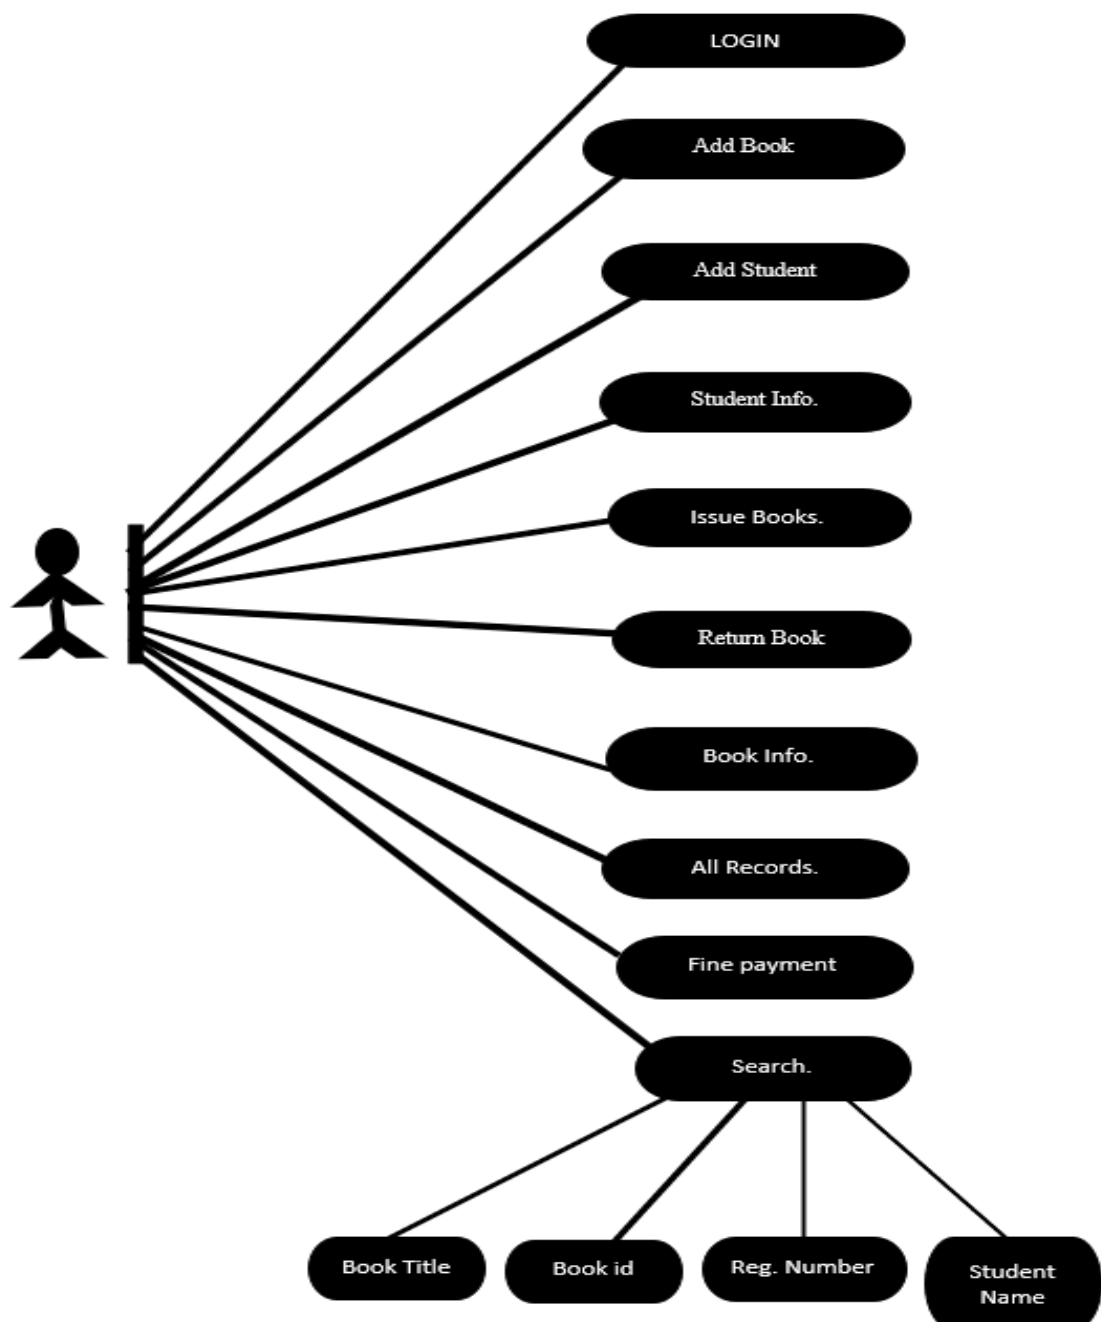 LOGIN
Add Book
Add Student
Student Info.
Issue Books.
Return Book
Book Info.
All Records.
Fine payment
Search.
Book Title
Book id
Reg. Number
Student
Name